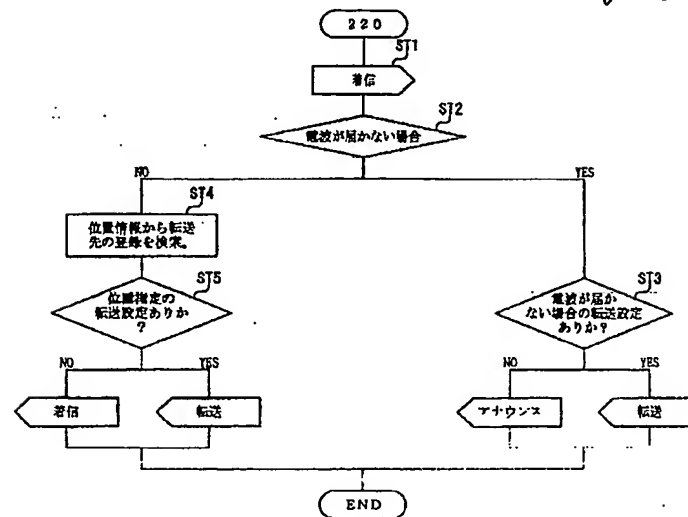 220
ST1
着信
ST2
電波が届かない場合
NO
YES
ST4
位置情報から転送
先の登録を検索。
ST5
位置指定の
転送設定ありか
?
ST3
電波が届か
ない場合の転送設定
ありか?
NO
YES
NO
YES
着信
転送
アナウンス
転送
END